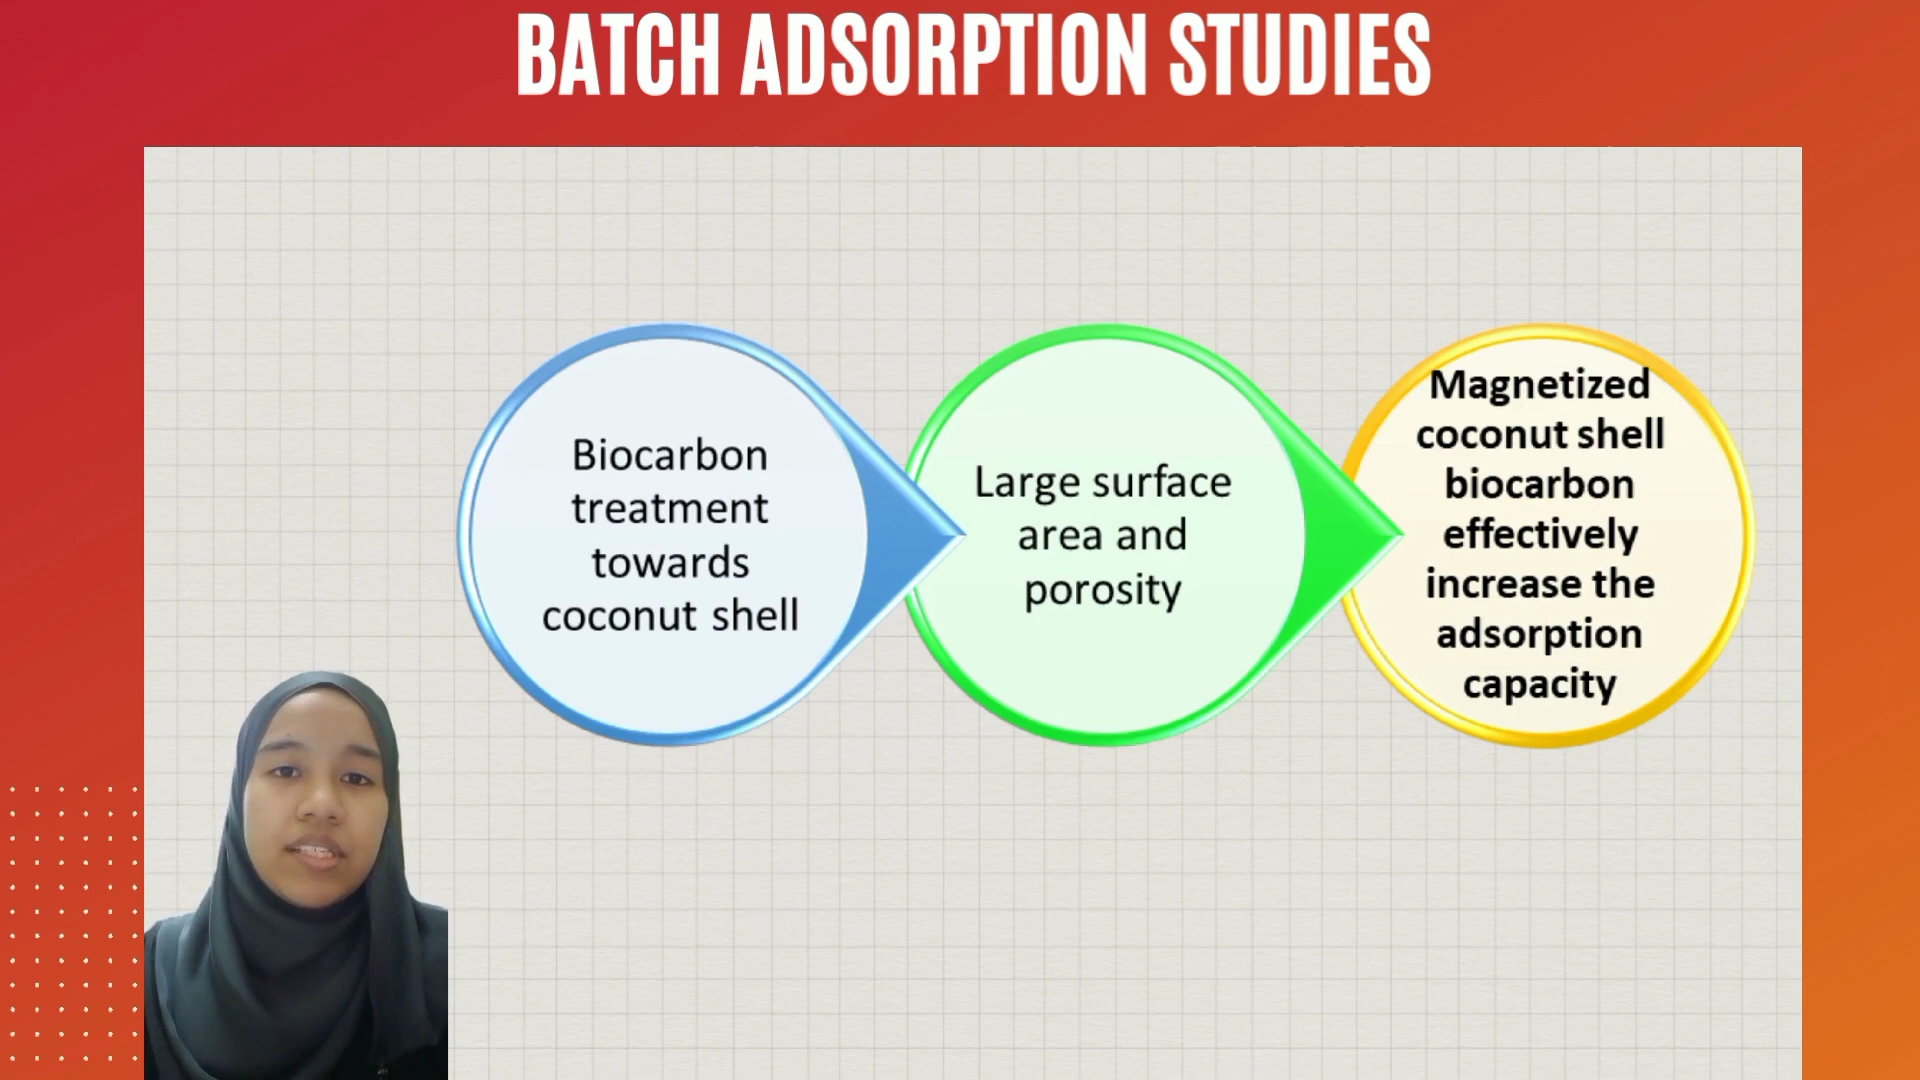 BATCH ADSORPTION STUDIES
Biocarbon
treatment
towards
coconut shell
Large surface
area and
porosity
Magnetized
coconut shell
biocarbon
effectively
increase the
adsorption
capacity